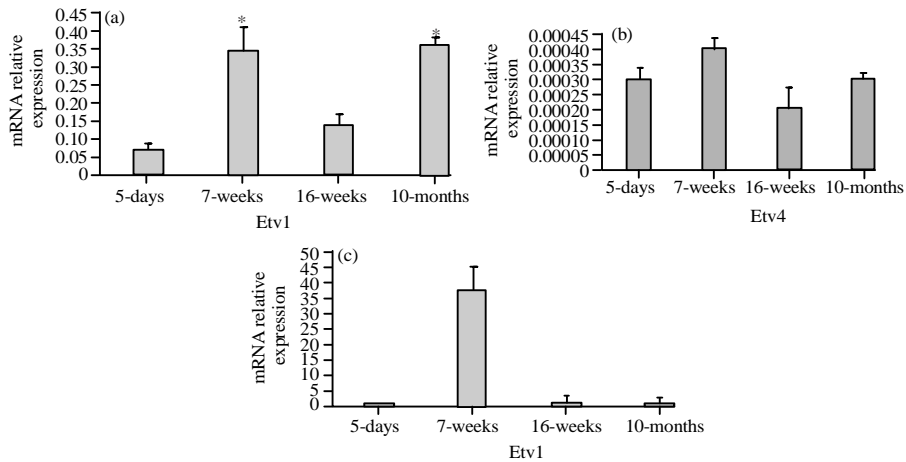 (a)
mRNA relative
expression
0.45
0.40
0.35
0.30
0.25
0.20
0.15
0.10
0.05
0
*
*
5-days 7-weeks 16-weeks 10-months
Etv1
(b)
mRNA relative
expression
0.00045
0.00040
0.00035
0.00030
0.00025
0.00020
0.00015
0.00010
0.00005
0
5-days 7-weeks 16-weeks 10-months
Etv4
(c)
mRNA relative
expression
50
45
40
35
30
25
20
15
10
5
0
5-days 7-weeks 16-weeks 10-months
Etv1